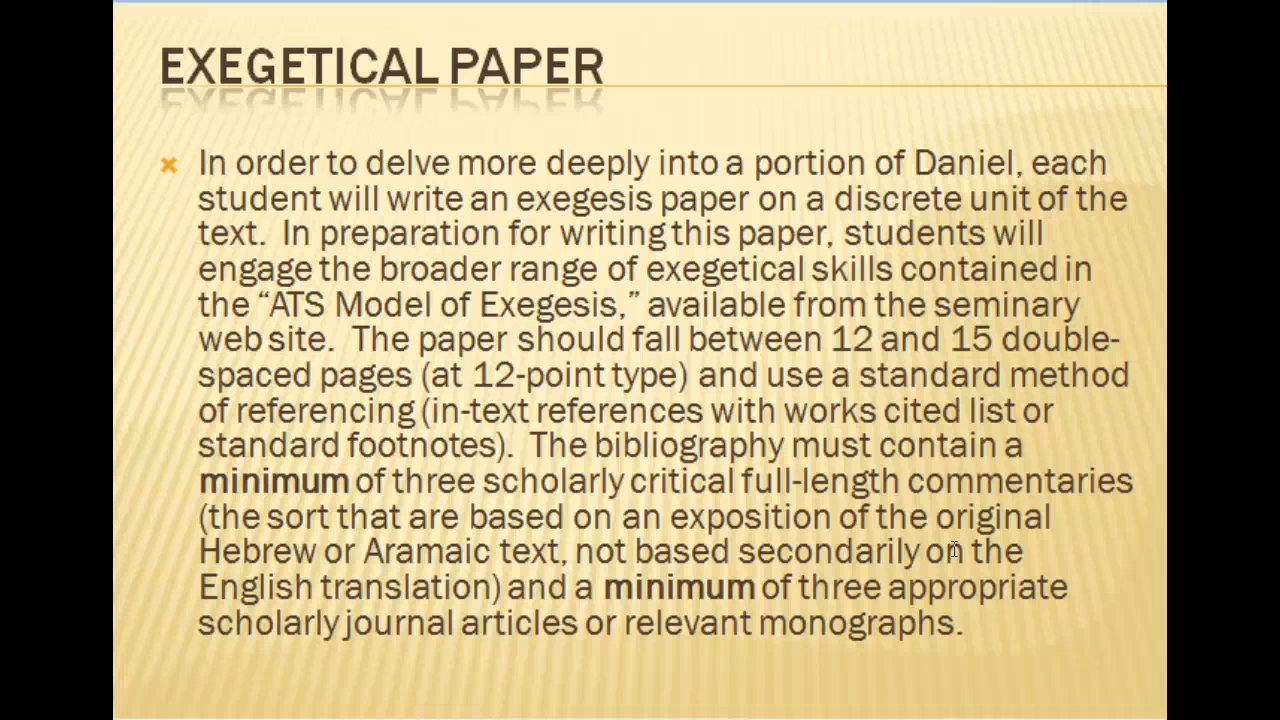 EXEGETICAL PAPER
In order to delve more deeply into a portion of Daniel, each
student will write an exegesis paper on a discrete unit of the
text.  In preparation for writing this paper, students will
engage the broader range of exegetical skills contained in
the “ATS Model of Exegesis,” available from the seminary
web site.  The paper should fall between 12 and 15 double-
spaced pages (at 12-point type) and use a standard method
of referencing (in-text references with works cited list or
standard footnotes).  The bibliography must contain a
minimum of three scholarly critical full-length commentaries
(the sort that are based on an exposition of the original
Hebrew or Aramaic text, not based secondarily on the
English translation) and a minimum of three appropriate
scholarly journal articles or relevant monographs.